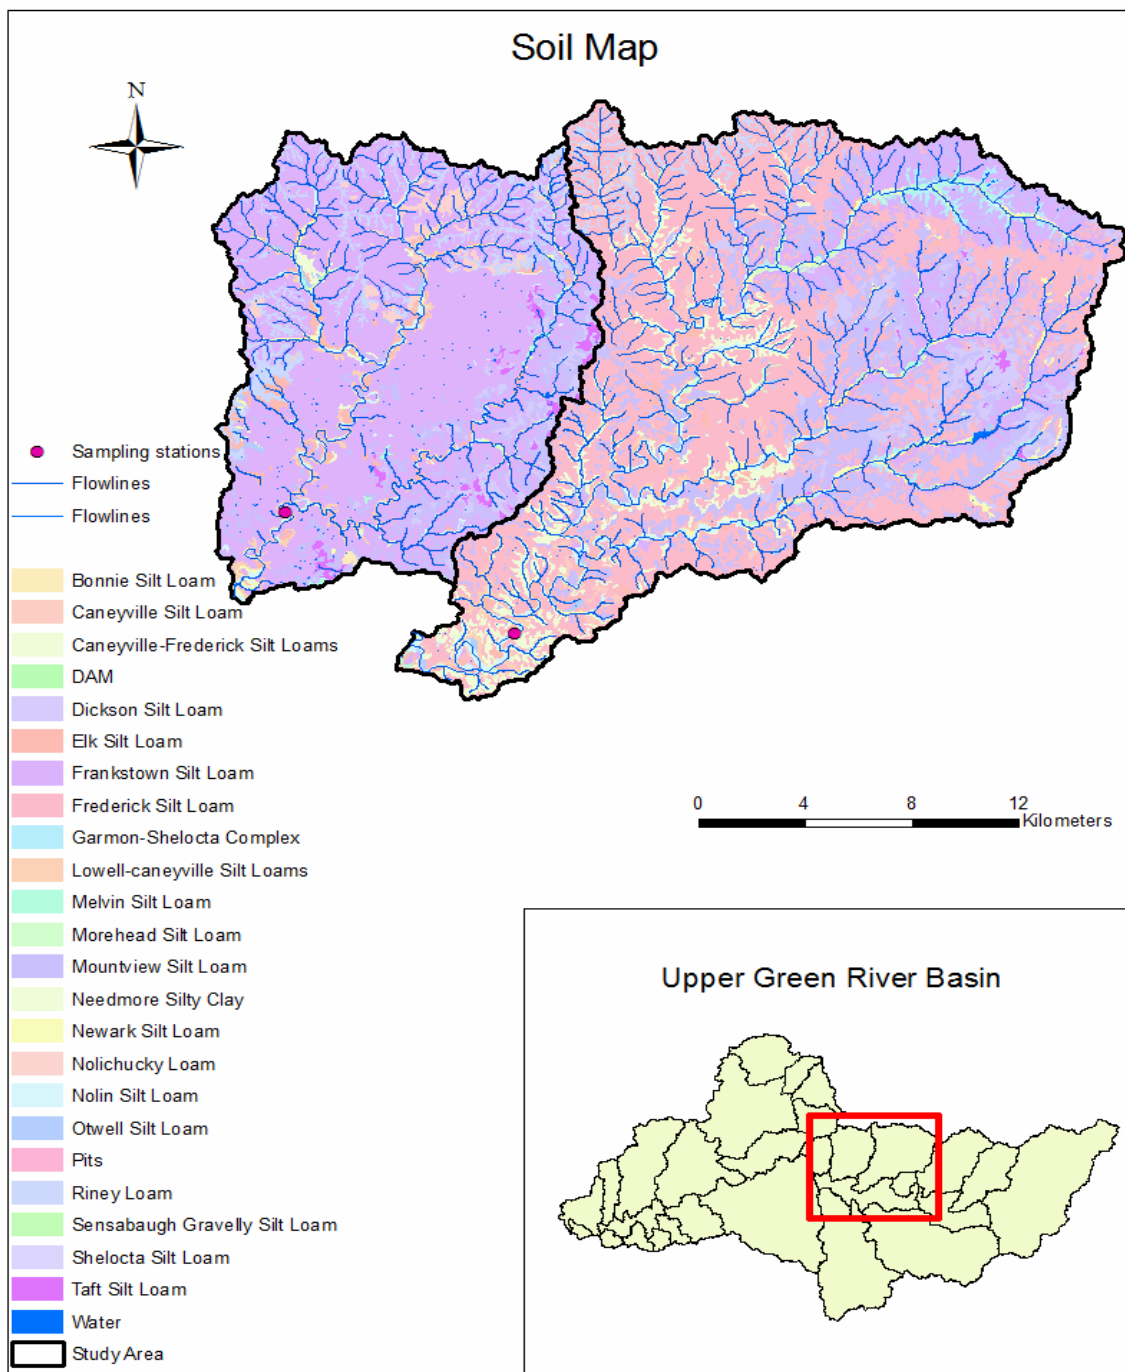 Soil Map
N
Sampling stations
Flowlines
Flowlines
Bonnie Silt Loam
Caneyville Silt Loam
Caneyville-Frederick Silt Loams
DAM
Dickson Silt Loam
Elk Silt Loam
Frankstown Silt Loam
Frederick Silt Loam
Garmon-Shelocta Complex
Lowell-caneyville Silt Loams
Melvin Silt Loam
Morehead Silt Loam
Mountview Silt Loam
Needmore Silty Clay
Newark Silt Loam
Nolichucky Loam
Nolin Silt Loam
Otwell Silt Loam
Pits
Riney Loam
Sensabaugh Gravelly Silt Loam
Shelocta Silt Loam
Taft Silt Loam
Water
Study Area
0 4 8 12
Kilometers
Upper Green River Basin